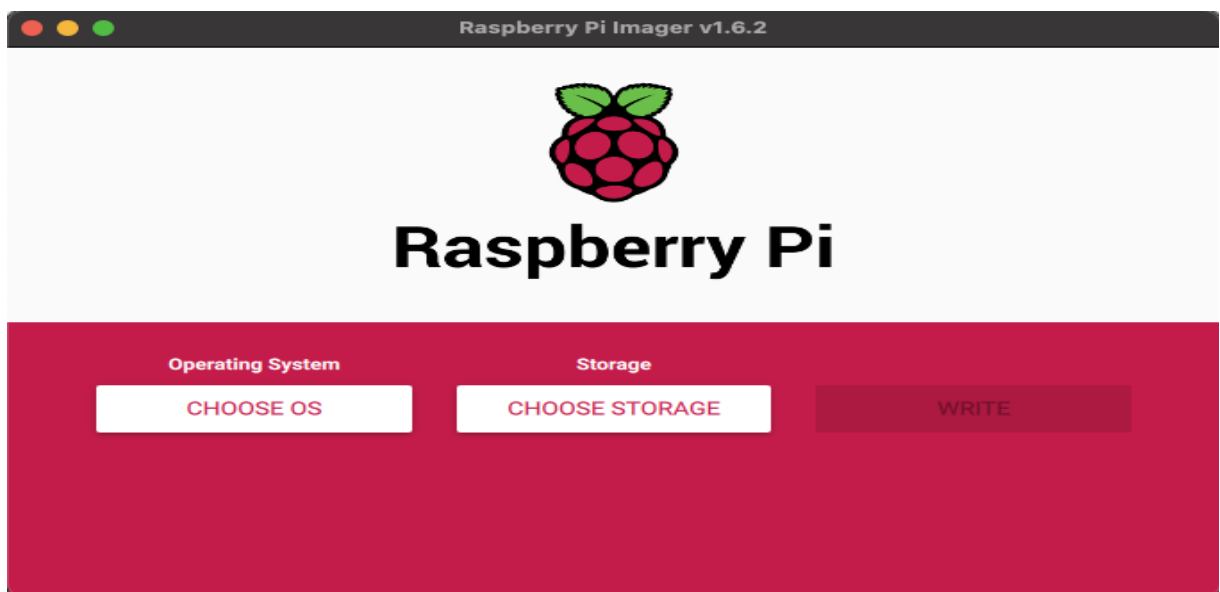 Raspberry Pi Imager v1.6.2
Raspberry Pi
Operating System
Storage
CHOOSE OS
CHOOSE STORAGE
WRITE